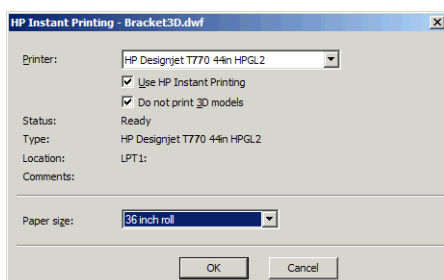 HP Instant Printing - Bracket3D.dwf
Printer: HP Designjet T770 44in HPGL2
Use HP Instant Printing
Do not print 3D models
Status: Ready
Type: HP Designjet T770 44in HPGL2
Location: LPT1:
Comments:
Paper size: 36 inch roll
OK Cancel